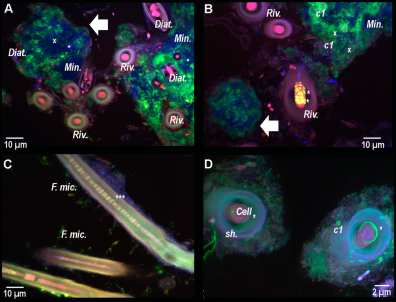 A
Diat.
x
*
Diat.
Min.
Min.
Diat.
Riv.
Riv.
Riv.
10 µm
B
Riv.
c1
c1
x
Min.
*
*
Riv.
10 µm
C
F. mic.
***
F. mic.
10 µm
D
Cell
*
sh.
c1
*
2 µm